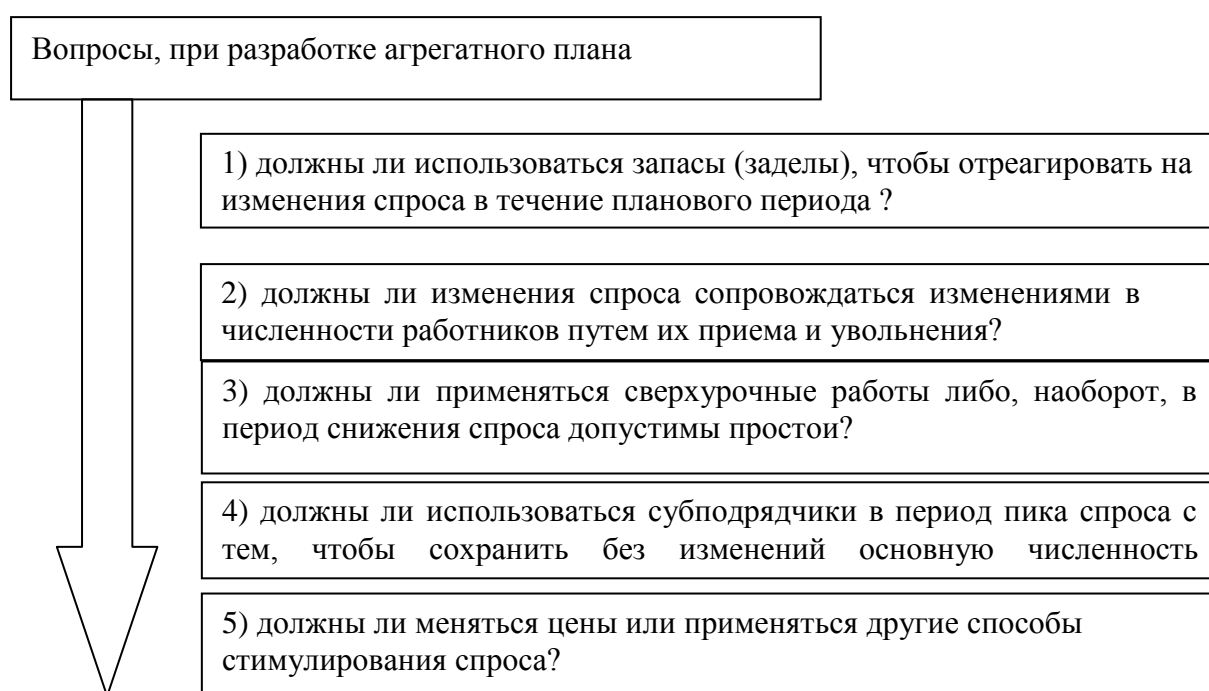 Вопросы, при разработке агрегатного плана
1) должны ли использоваться запасы (заделы), чтобы отреагировать на
изменения спроса в течение планового периода ?
2) должны ли изменения спроса сопровождаться изменениями в
численности работников путем их приема и увольнения?
3) должны ли применяться сверхурочные работы либо, наоборот, в
период снижения спроса допустимы простои?
4) должны ли использоваться субподрядчики в период пика спроса с
тем, чтобы сохранить без изменений основную численность
5) должны ли меняться цены или применяться другие способы
стимулирования спроса?